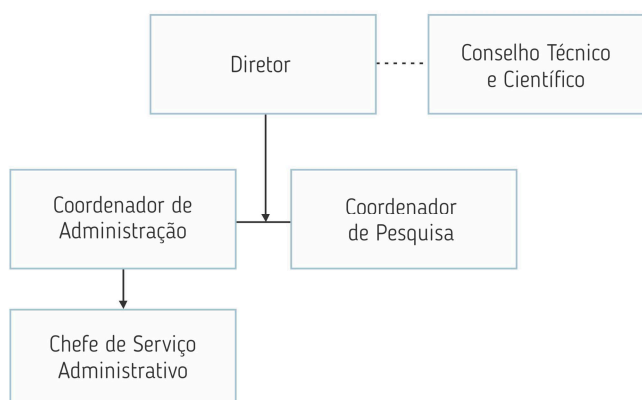 Diretor
Conselho Técnico
e Científico
Coordenador de
Administração
Coordenador
de Pesquisa
Chefe de Serviço
Administrativo